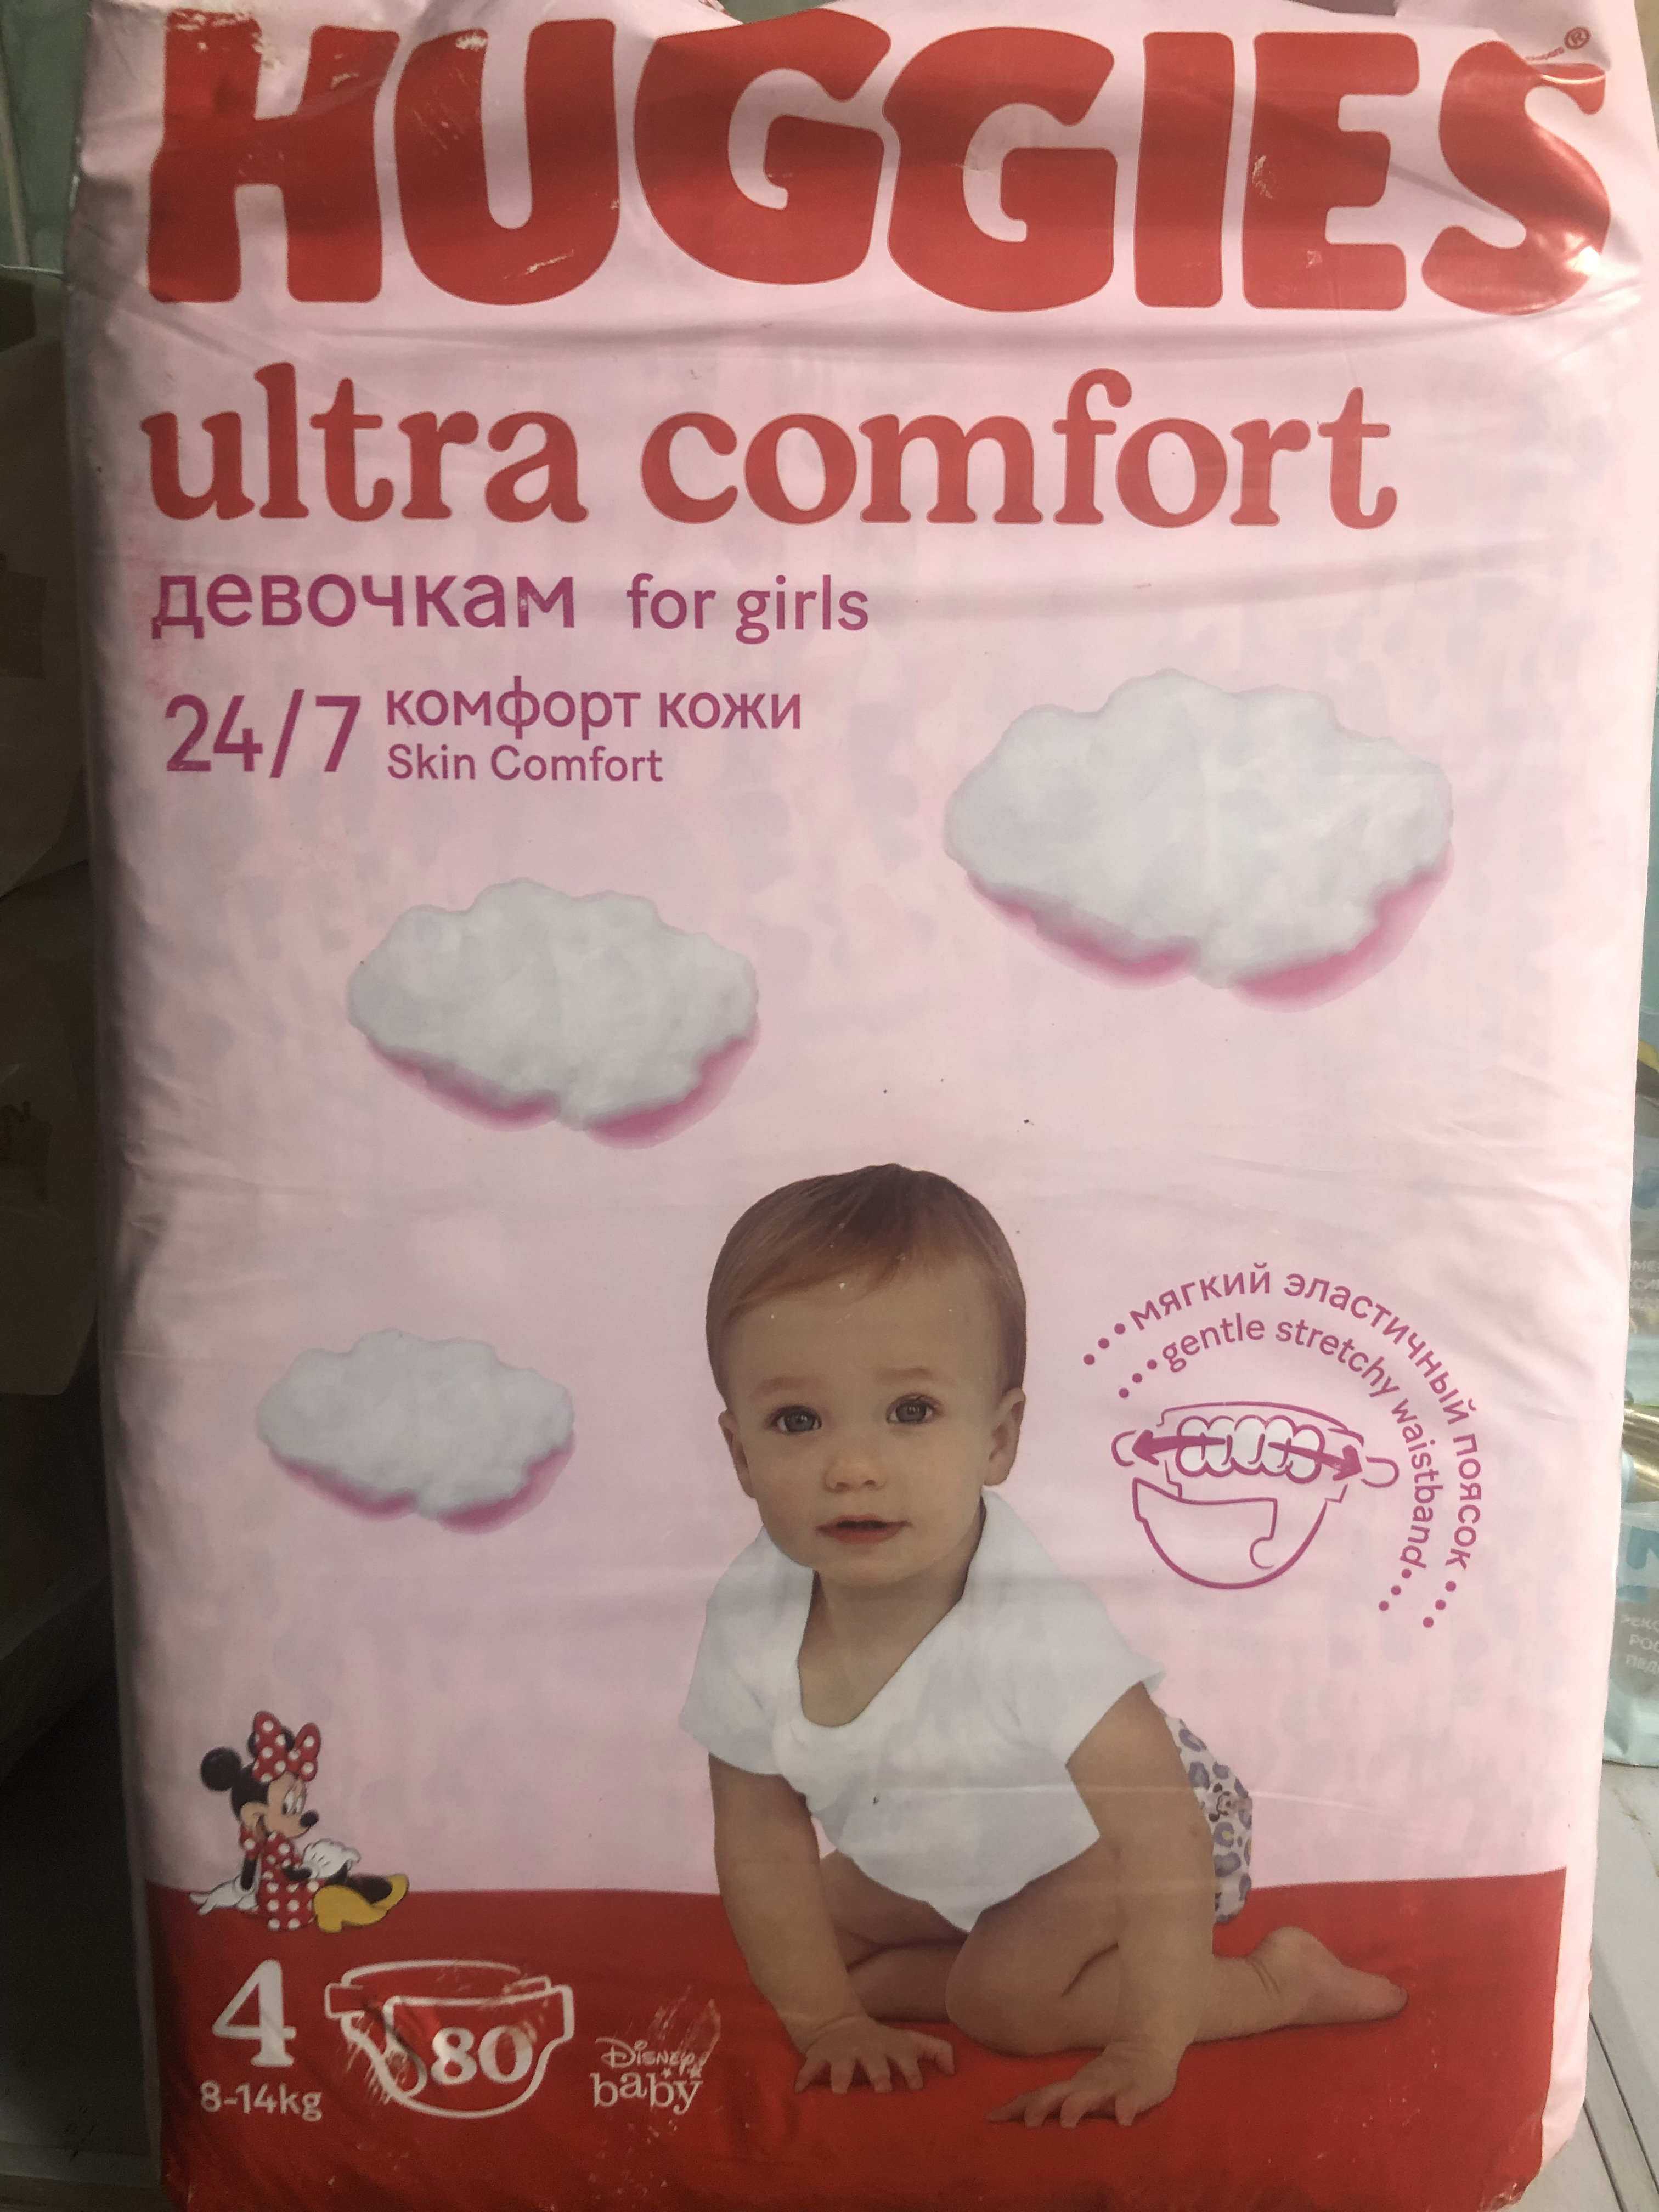 HUGGIES®
ultra comfort
девочкам for girls
24/7 комфорт кожи
Skin Comfort
мягкий эластичный поясок
gentle stretchy waistband
4
8-14kg
80
Disney
baby